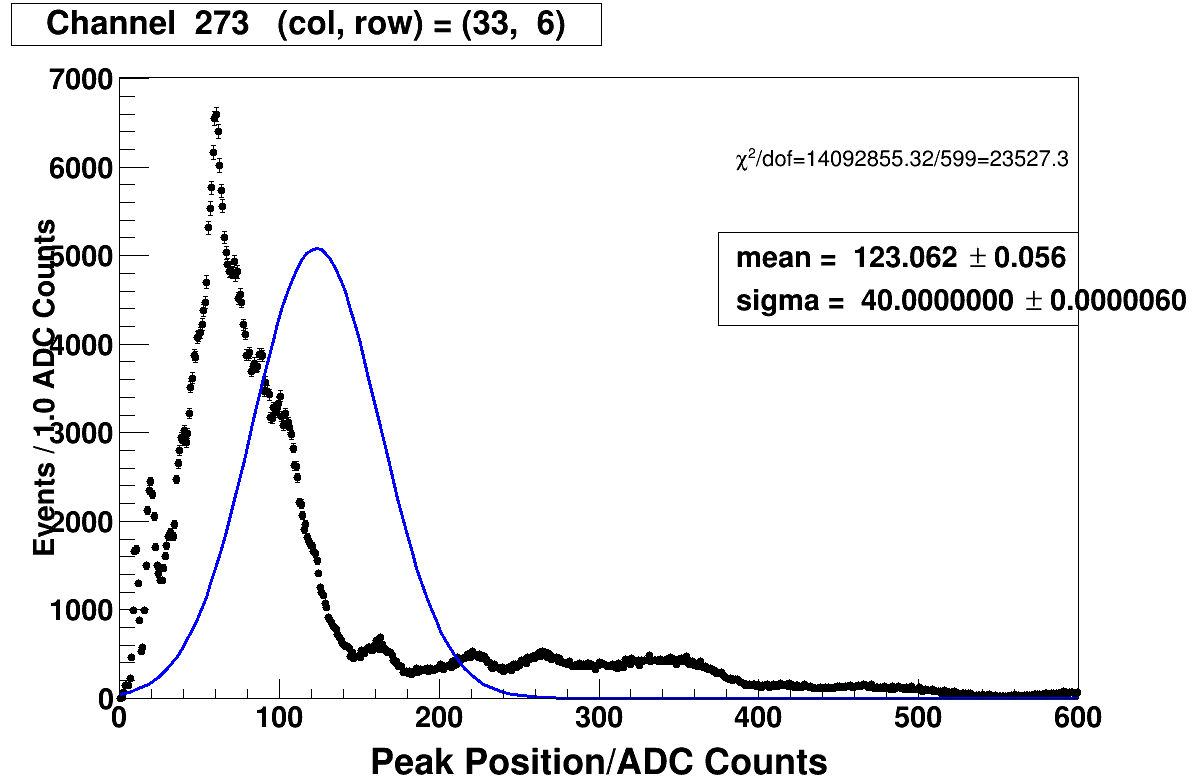 Channel 273 (col, row) = (33, 6)
7000
6000
5000
4000
3000
2000
1000
0
Events / 1.0 ADC Counts
χ²/dof=14092855.32/599=23527.3
mean = 123.062 ± 0.056
sigma = 40.0000000 ± 0.0000060
0 100 200 300 400 500 600
Peak Position/ADC Counts